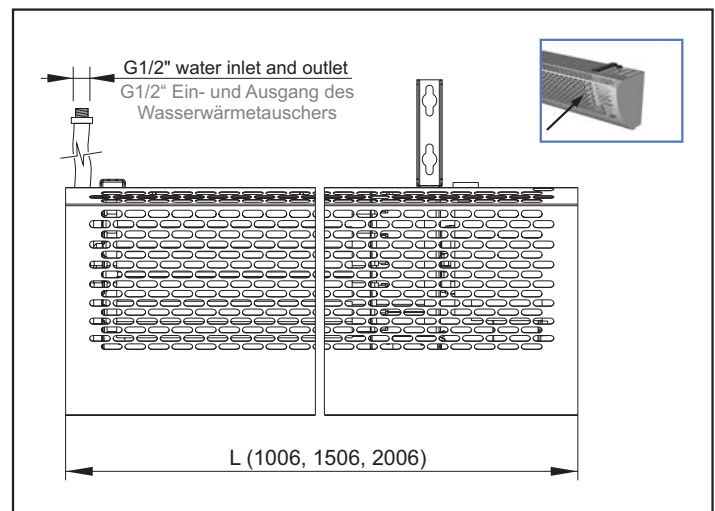 G1/2" water inlet and outlet
G1/2“ Ein- und Ausgang des
Wasserwärmetauschers
L (1006, 1506, 2006)